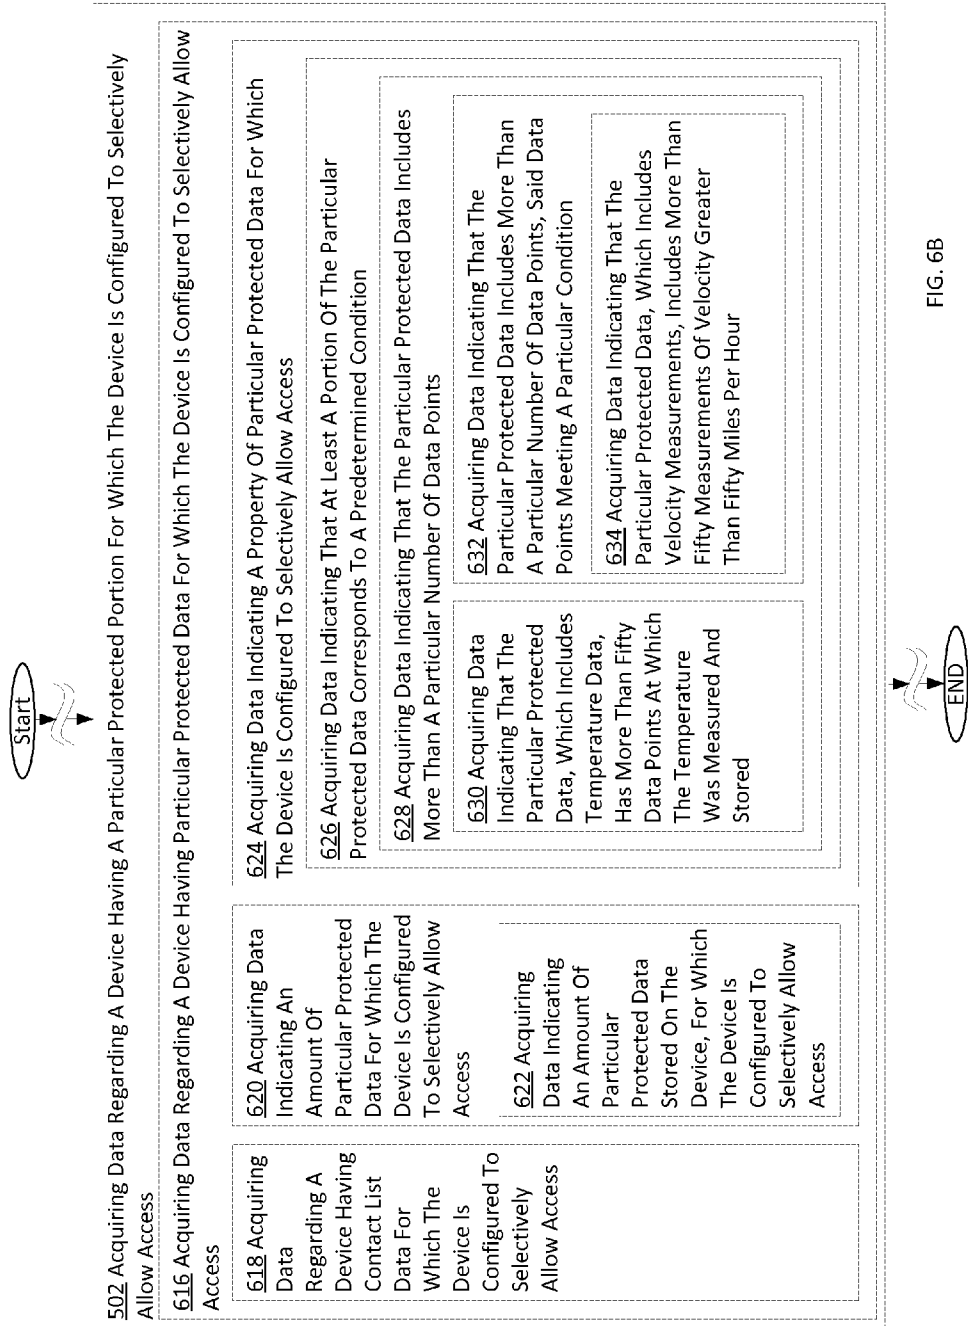 Start
502 Acquiring Data Regarding A Device Having A Particular Protected Portion For Which The Device Is Configured To Selectively
Allow Access
616 Acquiring Data Regarding A Device Having Particular Protected Data For Which The Device Is Configured To Selectively Allow
Access
618 Acquiring
Data
Regarding A
Device Having
Contact List
Data For
Which The
Device Is
Configured To
Selectively
Allow Access
620 Acquiring Data
Indicating An
Amount Of
Particular Protected
Data For Which The
Device Is Configured
To Selectively Allow
Access
622 Acquiring
Data Indicating
An Amount Of
Particular
Protected Data
Stored On The
Device, For Which
The Device Is
Configured To
Selectively Allow
Access
624 Acquiring Data Indicating A Property Of Particular Protected Data For Which
The Device Is Configured To Selectively Allow Access
626 Acquiring Data Indicating That At Least A Portion Of The Particular
Protected Data Corresponds To A Predetermined Condition
628 Acquiring Data Indicating That The Particular Protected Data Includes
More Than A Particular Number Of Data Points
630 Acquiring Data
Indicating That The
Particular Protected
Data, Which Includes
Temperature Data,
Has More Than Fifty
Data Points At Which
The Temperature
Was Measured And
Stored
632 Acquiring Data Indicating That The
Particular Protected Data Includes More Than
A Particular Number Of Data Points, Said Data
Points Meeting A Particular Condition
634 Acquiring Data Indicating That The
Particular Protected Data, Which Includes
Velocity Measurements, Includes More Than
Fifty Measurements Of Velocity Greater
Than Fifty Miles Per Hour
END
FIG. 6B